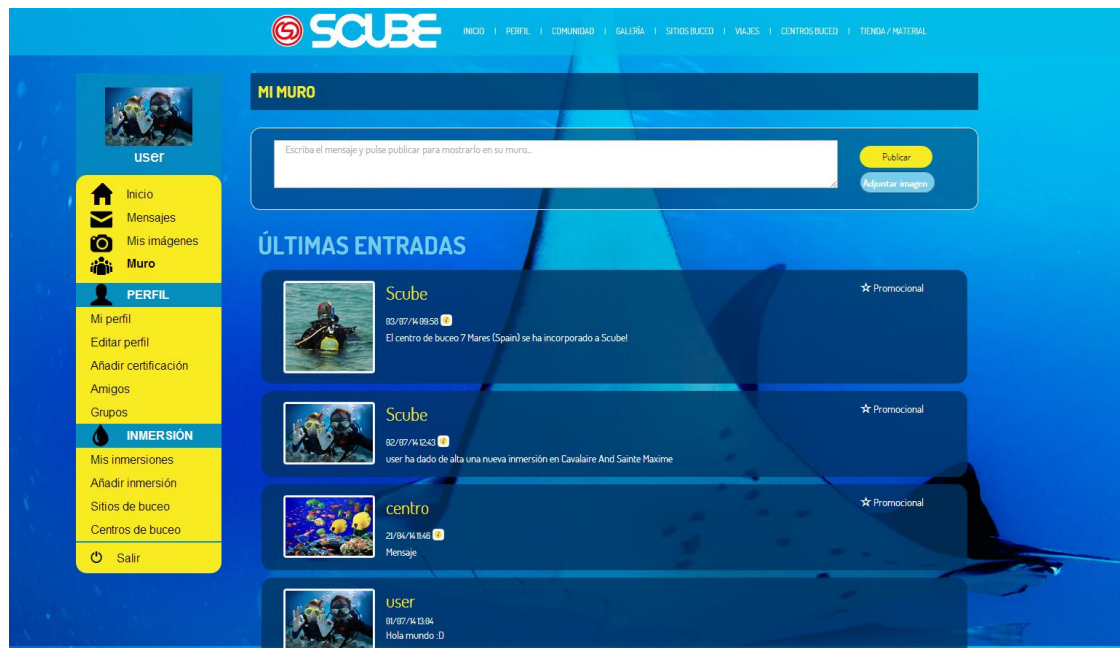 SCUBE
INICIO | PERFIL | COMUNIDAD | GALERÍA | SITIOS BUCEO | VIAJES | CENTROS BUCEO | TIENDA / MATERIAL
user
Inicio
Mensajes
Mis imágenes
Muro
PERFIL
Mi perfil
Editar perfil
Añadir certificación
Amigos
Grupos
INMERSIÓN
Mis inmersiones
Añadir inmersión
Sitios de buceo
Centros de buceo
Salir
MI MURO
Escriba el mensaje y pulse publicar para mostrarlo en su muro...
Publicar
Adjuntar imagen
ÚLTIMAS ENTRADAS
Scube
Promocional
03/07/14 09:58
El centro de buceo 7 Mares (Spain) se ha incorporado a Scube!
Scube
Promocional
02/07/14 12:43
user ha dado de alta una nueva inmersión en Cavalaire And Sainte Maxime
centro
Promocional
21/04/14 11:46
Mensaje
user
01/07/14 13:04
Hola mundo :D